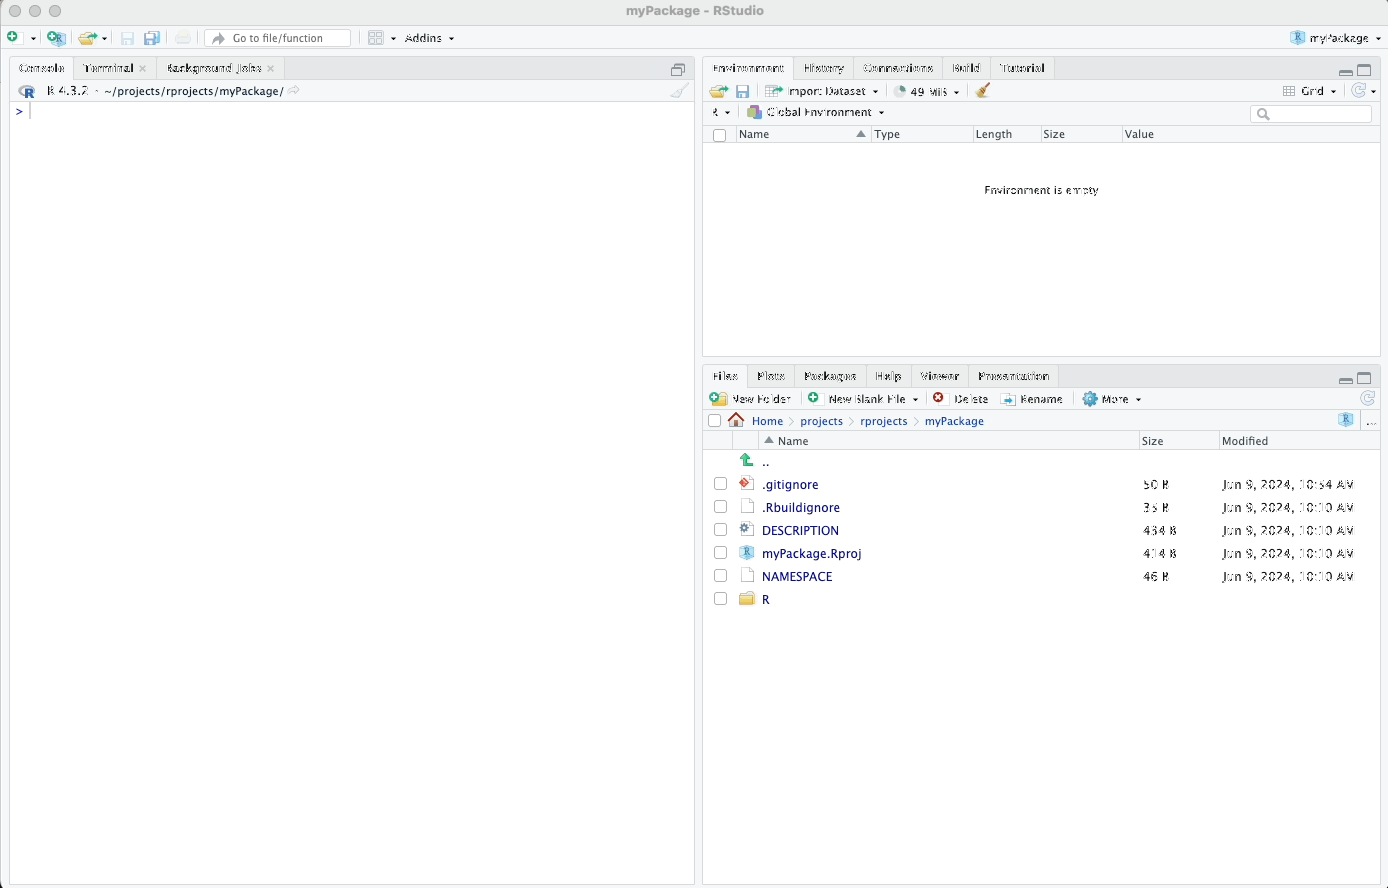 myPackage - RStudio
Go to file/function
Addins
myPackage
Console Terminal Background Jobs
R 4.3.2 · ~/projects/rprojects/myPackage/
>
Environment History Connections Build Tutorial
Import Dataset 49 MiB Grid
R Global Environment
Name Type Length Size Value
Environment is empty
Files Plots Packages Help Viewer Presentation
New Folder New Blank File Delete Rename More
Home projects rprojects myPackage ...
Name Size Modified
..
.gitignore 50 B Jun 9, 2024, 10:34 AM
.Rbuildignore Jun 9, 2024, 10:10 AM
DESCRIPTION 434 B Jun 9, 2024, 10:10 AM
myPackage.Rproj 414 B Jun 9, 2024, 10:10 AM
NAMESPACE 46 B Jun 9, 2024, 10:10 AM
R